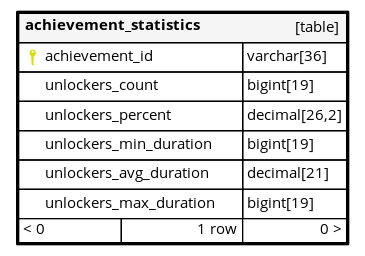 achievement_statistics [table]
achievement_id varchar[36]
unlockers_count bigint[19]
unlockers_percent decimal[26,2]
unlockers_min_duration bigint[19]
unlockers_avg_duration decimal[21]
unlockers_max_duration bigint[19]
< 0 1 row 0 >